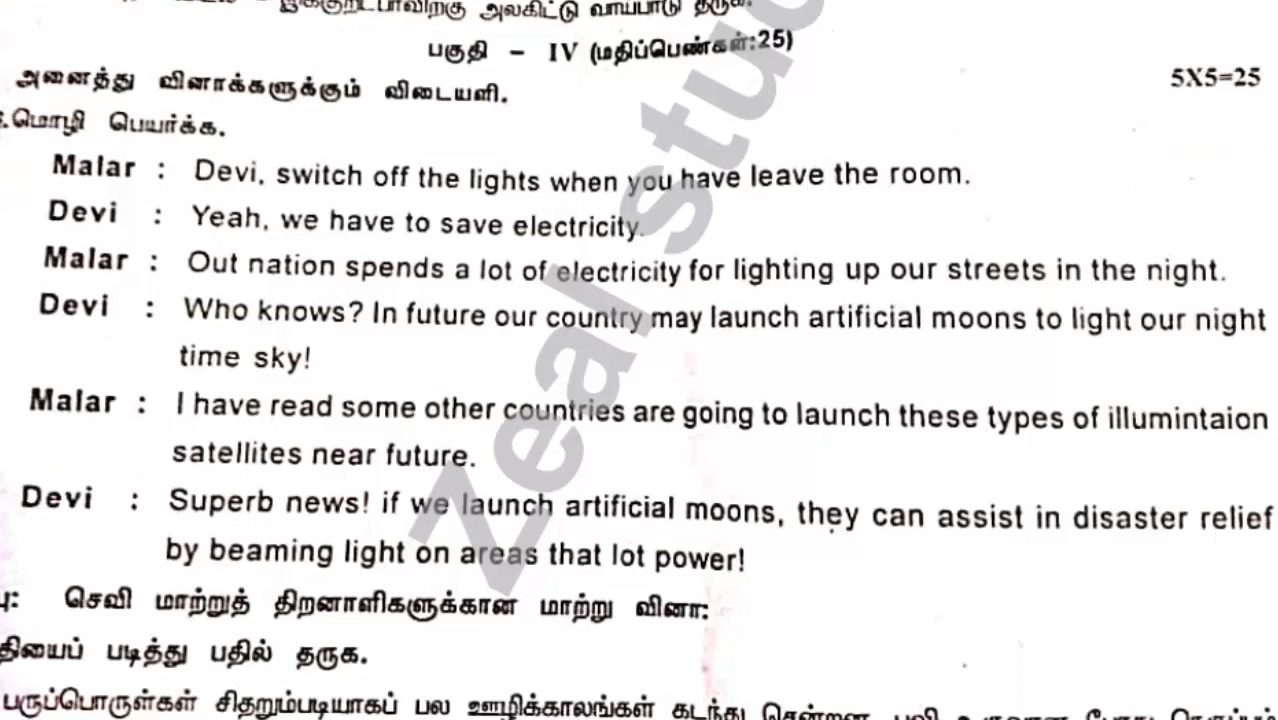 இக்குறட்பாவிற்கு அலகிட்டு வாய்பாடு தருக.
பகுதி – IV (மதிப்பெண்கள்:25)
அனைத்து வினாக்களுக்கும் விடையளி. 5X5=25
மொழி பெயர்க்க.
Malar : Devi, switch off the lights when you have leave the room.
Devi : Yeah, we have to save electricity.
Malar : Out nation spends a lot of electricity for lighting up our streets in the night.
Devi : Who knows? In future our country may launch artificial moons to light our night
time sky!
Malar : I have read some other countries are going to launch these types of illumintaion
satellites near future.
Devi : Superb news! if we launch artificial moons, they can assist in disaster relief
by beaming light on areas that lot power!
செவி மாற்றுத் திறனாளிகளுக்கான மாற்று வினா:
படித்து பதில் தருக.
பருப்பொருள்கள் சிதறும்படியாகப் பல ஊழிக்காலங்கள் கடந்து சென்றன.
Zeal study